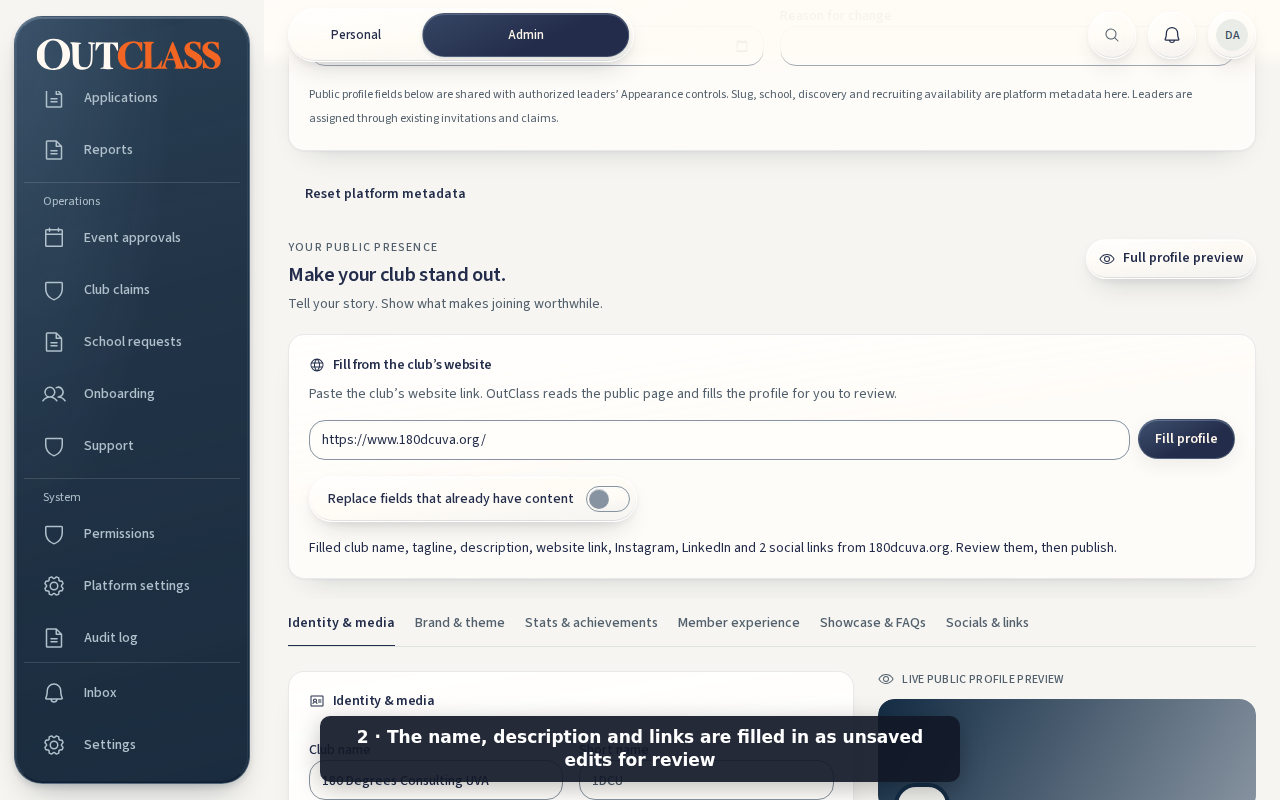 OUTCLASS
Personal
Admin
Reason for change
DA
Applications
Reports
Operations
Event approvals
Club claims
School requests
Onboarding
Support
System
Permissions
Platform settings
Audit log
Inbox
Settings
Public profile fields below are shared with authorized leaders’ Appearance controls. Slug, school, discovery and recruiting availability are platform metadata here. Leaders are
assigned through existing invitations and claims.
Reset platform metadata
YOUR PUBLIC PRESENCE
Make your club stand out.
Tell your story. Show what makes joining worthwhile.
Full profile preview
Fill from the club’s website
Paste the club’s website link. OutClass reads the public page and fills the profile for you to review.
https://www.180dcuva.org/
Fill profile
Replace fields that already have content
Filled club name, tagline, description, website link, Instagram, LinkedIn and 2 social links from 180dcuva.org. Review them, then publish.
Identity & media
Brand & theme
Stats & achievements
Member experience
Showcase & FAQs
Socials & links
Identity & media
LIVE PUBLIC PROFILE PREVIEW
Club name
Short name
180 Degrees Consulting UVA
1DCU
2 · The name, description and links are filled in as unsaved
edits for review